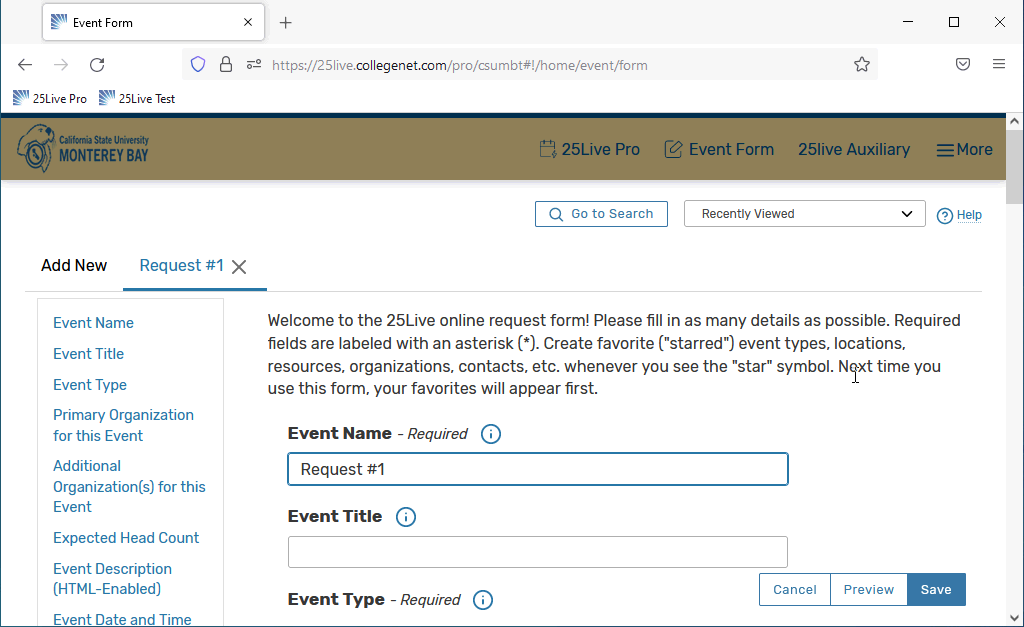 Event Form
https://25live.collegenet.com/pro/csumbt#!/home/event/form
25Live Pro
25Live Test
California State University
MONTEREY BAY
25Live Pro
Event Form
25live Auxiliary
More
Go to Search
Recently Viewed
Help
Add New
Request #1
Event Name
Event Title
Event Type
Primary Organization
for this Event
Additional
Organization(s) for this
Event
Expected Head Count
Event Description
(HTML-Enabled)
Event Date and Time
Welcome to the 25Live online request form! Please fill in as many details as possible. Required
fields are labeled with an asterisk (*). Create favorite ("starred") event types, locations,
resources, organizations, contacts, etc. whenever you see the "star" symbol. Next time you
use this form, your favorites will appear first.
Event Name - Required
Request #1
Event Title
Event Type - Required
Cancel
Preview
Save